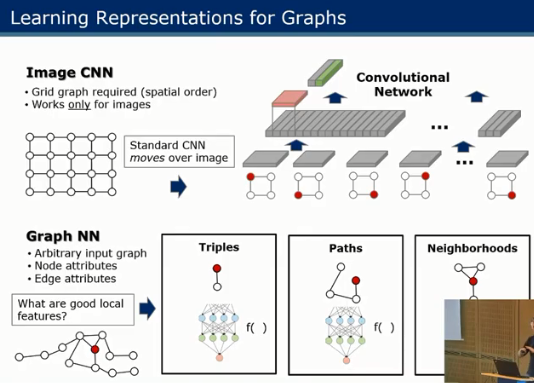 Learning Representations for Graphs
Image CNN
• Grid graph required (spatial order)
• Works only for images
Standard CNN
moves over image
Convolutional
Network
...
...
Graph NN
• Arbitrary input graph
• Node attributes
• Edge attributes
What are good local
features?
Triples
f( )
Paths
f( )
Neighborhoods